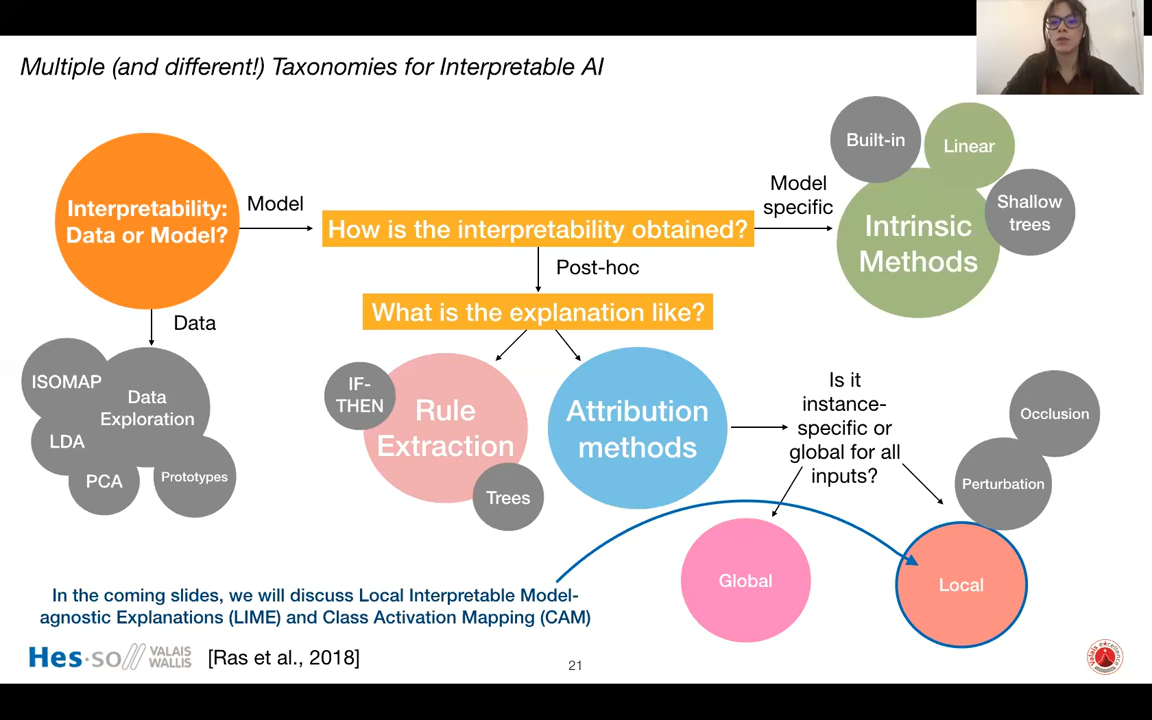 Multiple (and different!) Taxonomies for Interpretable AI
Interpretability:
Data or Model?
Model
How is the interpretability obtained?
Model
specific
Built-in
Linear
Shallow
trees
Intrinsic
Methods
Post-hoc
What is the explanation like?
Data
ISOMAP
Data
Exploration
LDA
PCA
Prototypes
IF-
THEN
Rule
Extraction
Trees
Attribution
methods
Is it
instance-
specific or
global for all
inputs?
Occlusion
Perturbation
Global
Local
In the coming slides, we will discuss Local Interpretable Model-
agnostic Explanations (LIME) and Class Activation Mapping (CAM)
Hes·so// VALAIS
WALLIS
[Ras et al., 2018]
21